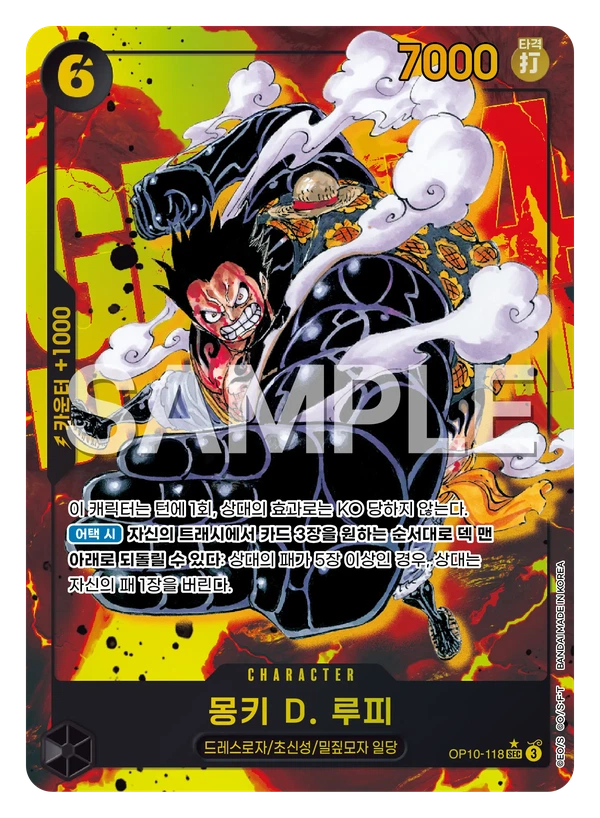 6
7000
타격
打
카운터 +1000
SAMPLE
이 캐릭터는 턴에 1회, 상대의 효과로는 KO 당하지 않는다.
어택 시 자신의 트래시에서 카드 3장을 원하는 순서대로 덱 맨
아래로 되돌릴 수 있다: 상대의 패가 5장 이상인 경우, 상대는
자신의 패 1장을 버린다.
CHARACTER
몽키 D. 루피
드레스로자/초신성/밀짚모자 일당
OP10-118 SEC 3
©EO/S ©O/S·F·T BANDAI MADE IN KOREA